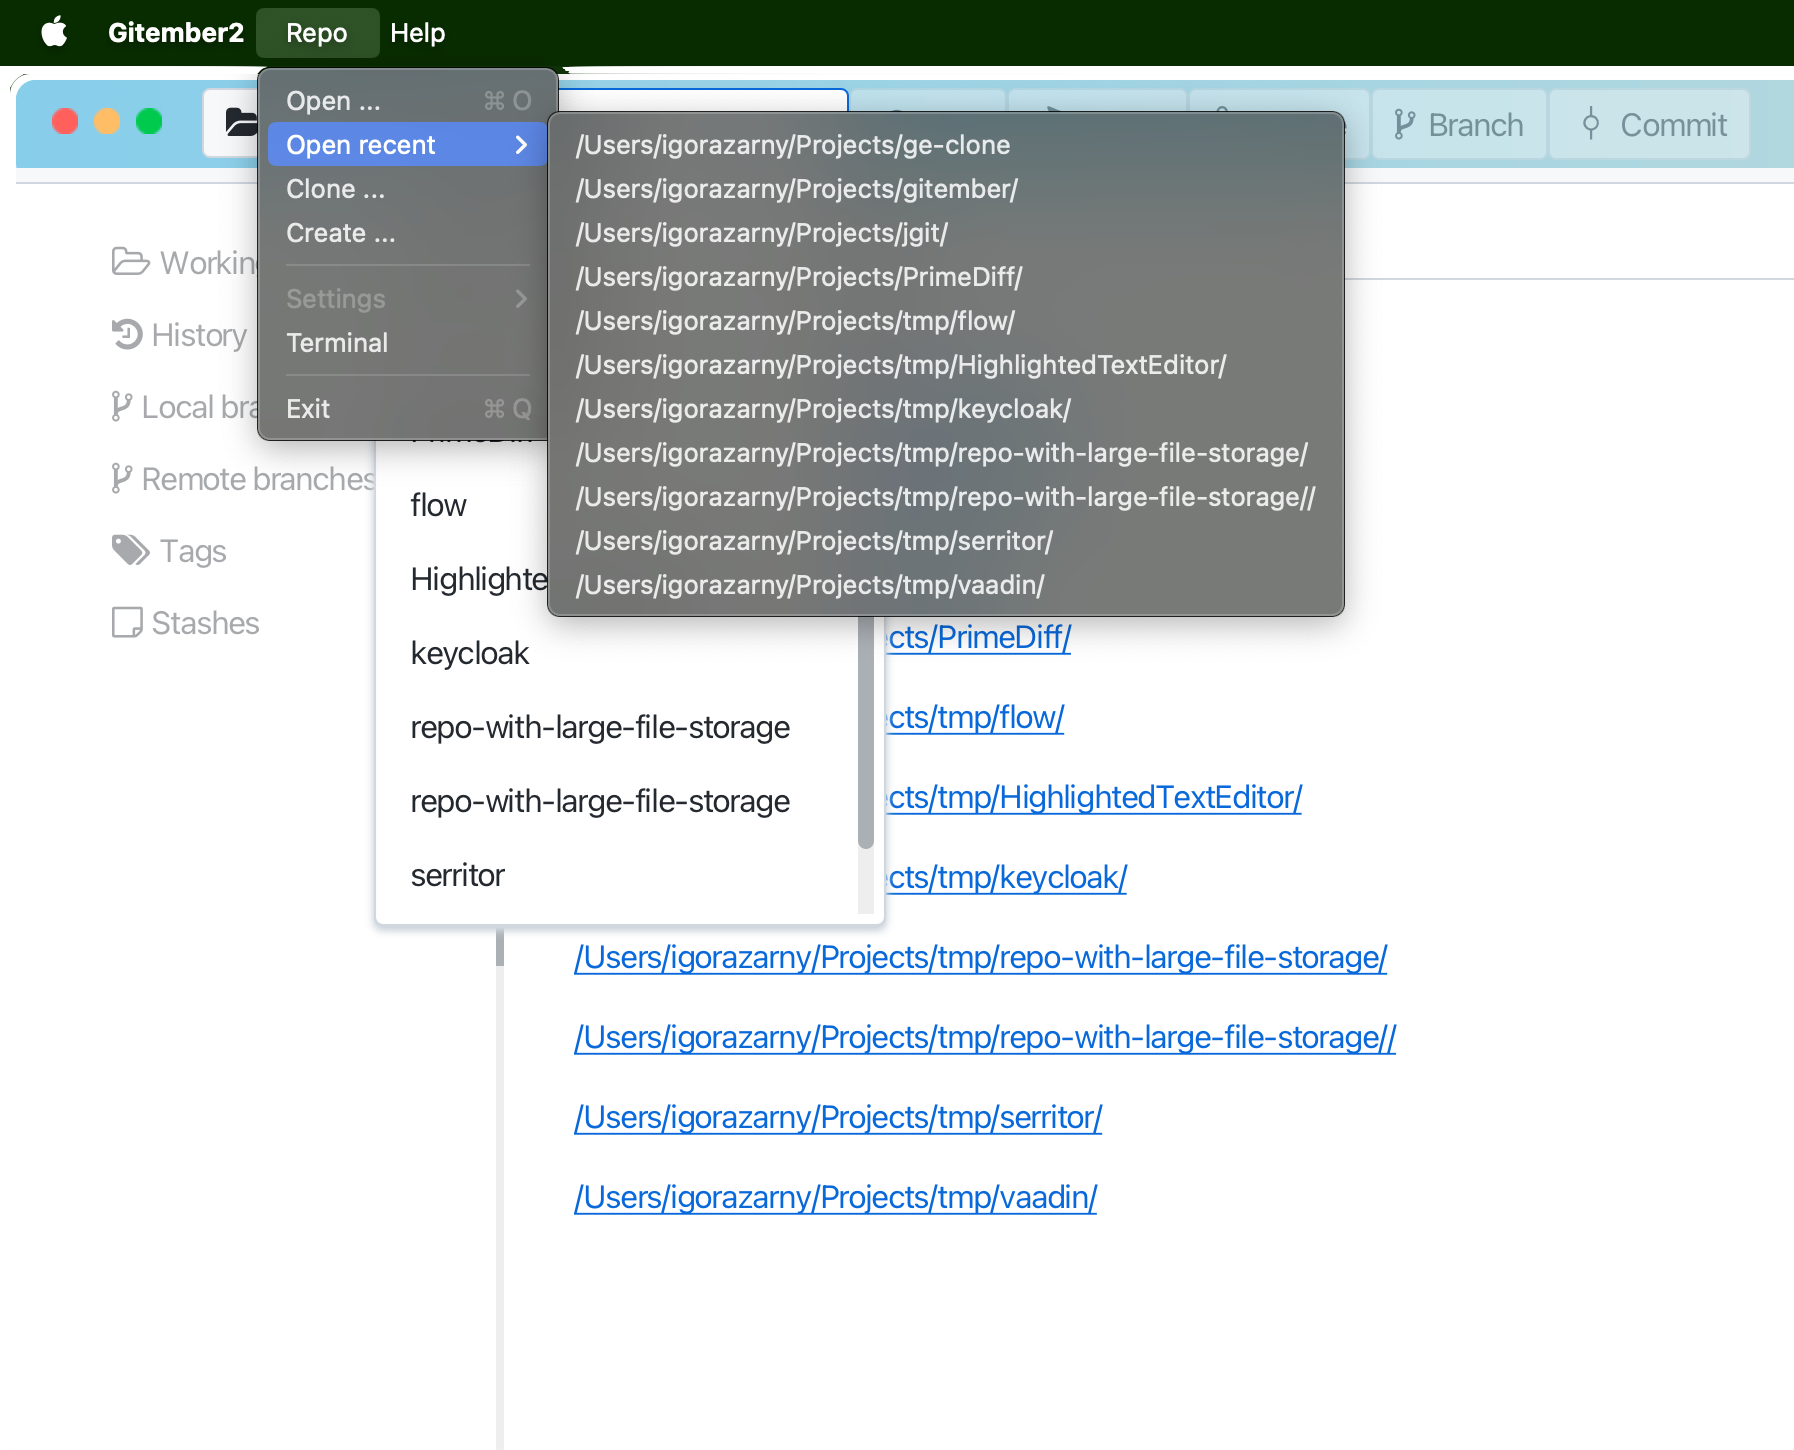 Gitember2 Repo Help
Open ... ⌘ O
Open recent
Clone ...
Create ...
Settings
Terminal
Exit ⌘ Q
/Users/igorazarny/Projects/ge-clone
/Users/igorazarny/Projects/gitember/
/Users/igorazarny/Projects/jgit/
/Users/igorazarny/Projects/PrimeDiff/
/Users/igorazarny/Projects/tmp/flow/
/Users/igorazarny/Projects/tmp/HighlightedTextEditor/
/Users/igorazarny/Projects/tmp/keycloak/
/Users/igorazarny/Projects/tmp/repo-with-large-file-storage/
/Users/igorazarny/Projects/tmp/repo-with-large-file-storage//
/Users/igorazarny/Projects/tmp/serritor/
/Users/igorazarny/Projects/tmp/vaadin/
Branch
Commit
Workin
History
Local bra
Remote branches
Tags
Stashes
flow
Highlighte
keycloak
repo-with-large-file-storage
repo-with-large-file-storage
serritor
cts/PrimeDiff/
cts/tmp/flow/
cts/tmp/HighlightedTextEditor/
cts/tmp/keycloak/
/Users/igorazarny/Projects/tmp/repo-with-large-file-storage/
/Users/igorazarny/Projects/tmp/repo-with-large-file-storage//
/Users/igorazarny/Projects/tmp/serritor/
/Users/igorazarny/Projects/tmp/vaadin/